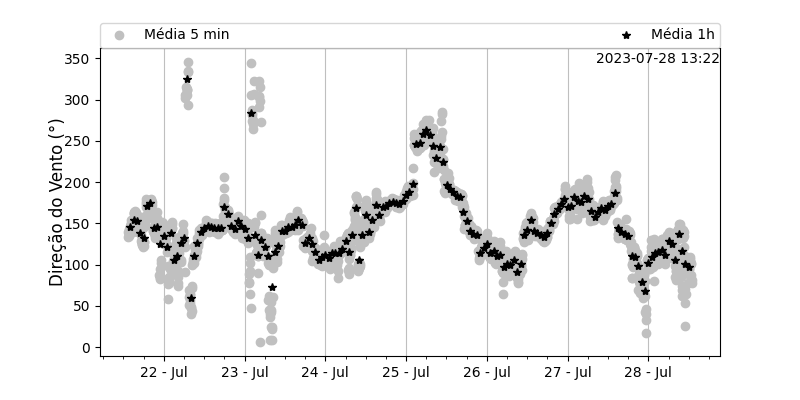 Média 5 min
Média 1h
2023-07-28 13:22
Direção do Vento (°)
350
300
250
200
150
100
50
0
22 - Jul
23 - Jul
24 - Jul
25 - Jul
26 - Jul
27 - Jul
28 - Jul